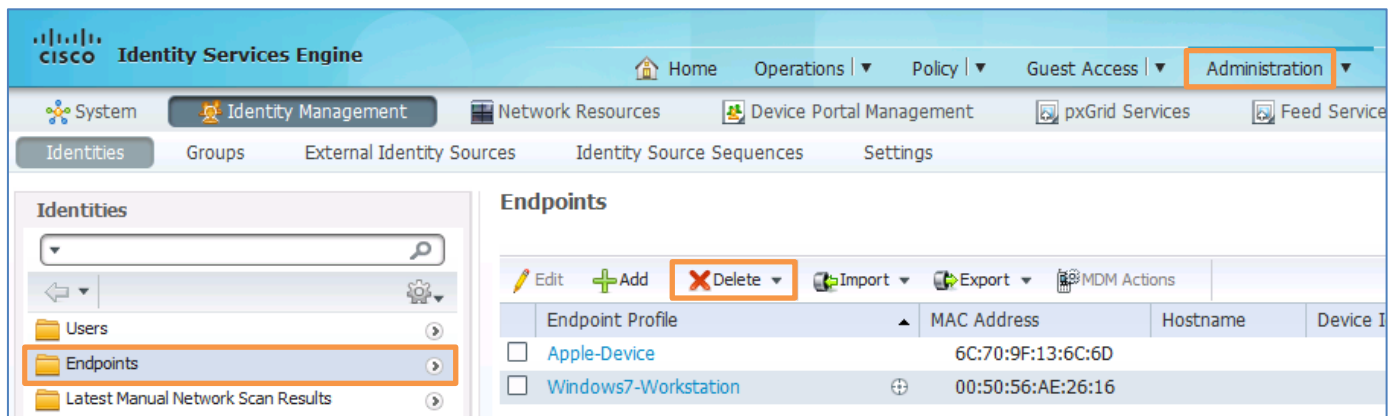 CISCO Identity Services Engine
Home Operations Policy Guest Access Administration
System Identity Management Network Resources Device Portal Management pxGrid Services Feed Service
Identities Groups External Identity Sources Identity Source Sequences Settings
Identities
Users
Endpoints
Latest Manual Network Scan Results
Endpoints
Edit Add Delete Import Export MDM Actions
Endpoint Profile MAC Address Hostname Device I
Apple-Device 6C:70:9F:13:6C:6D
Windows7-Workstation 00:50:56:AE:26:16